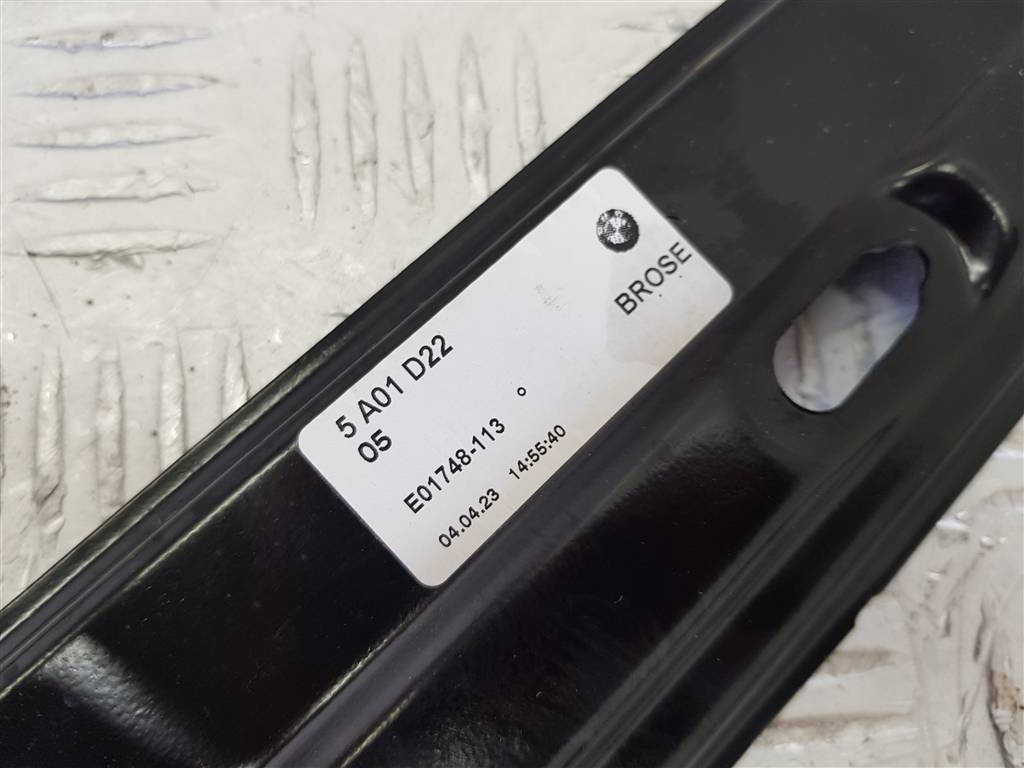 BROSE
5 A01 D22
05
E01748-113
04.04.23 14:55:40